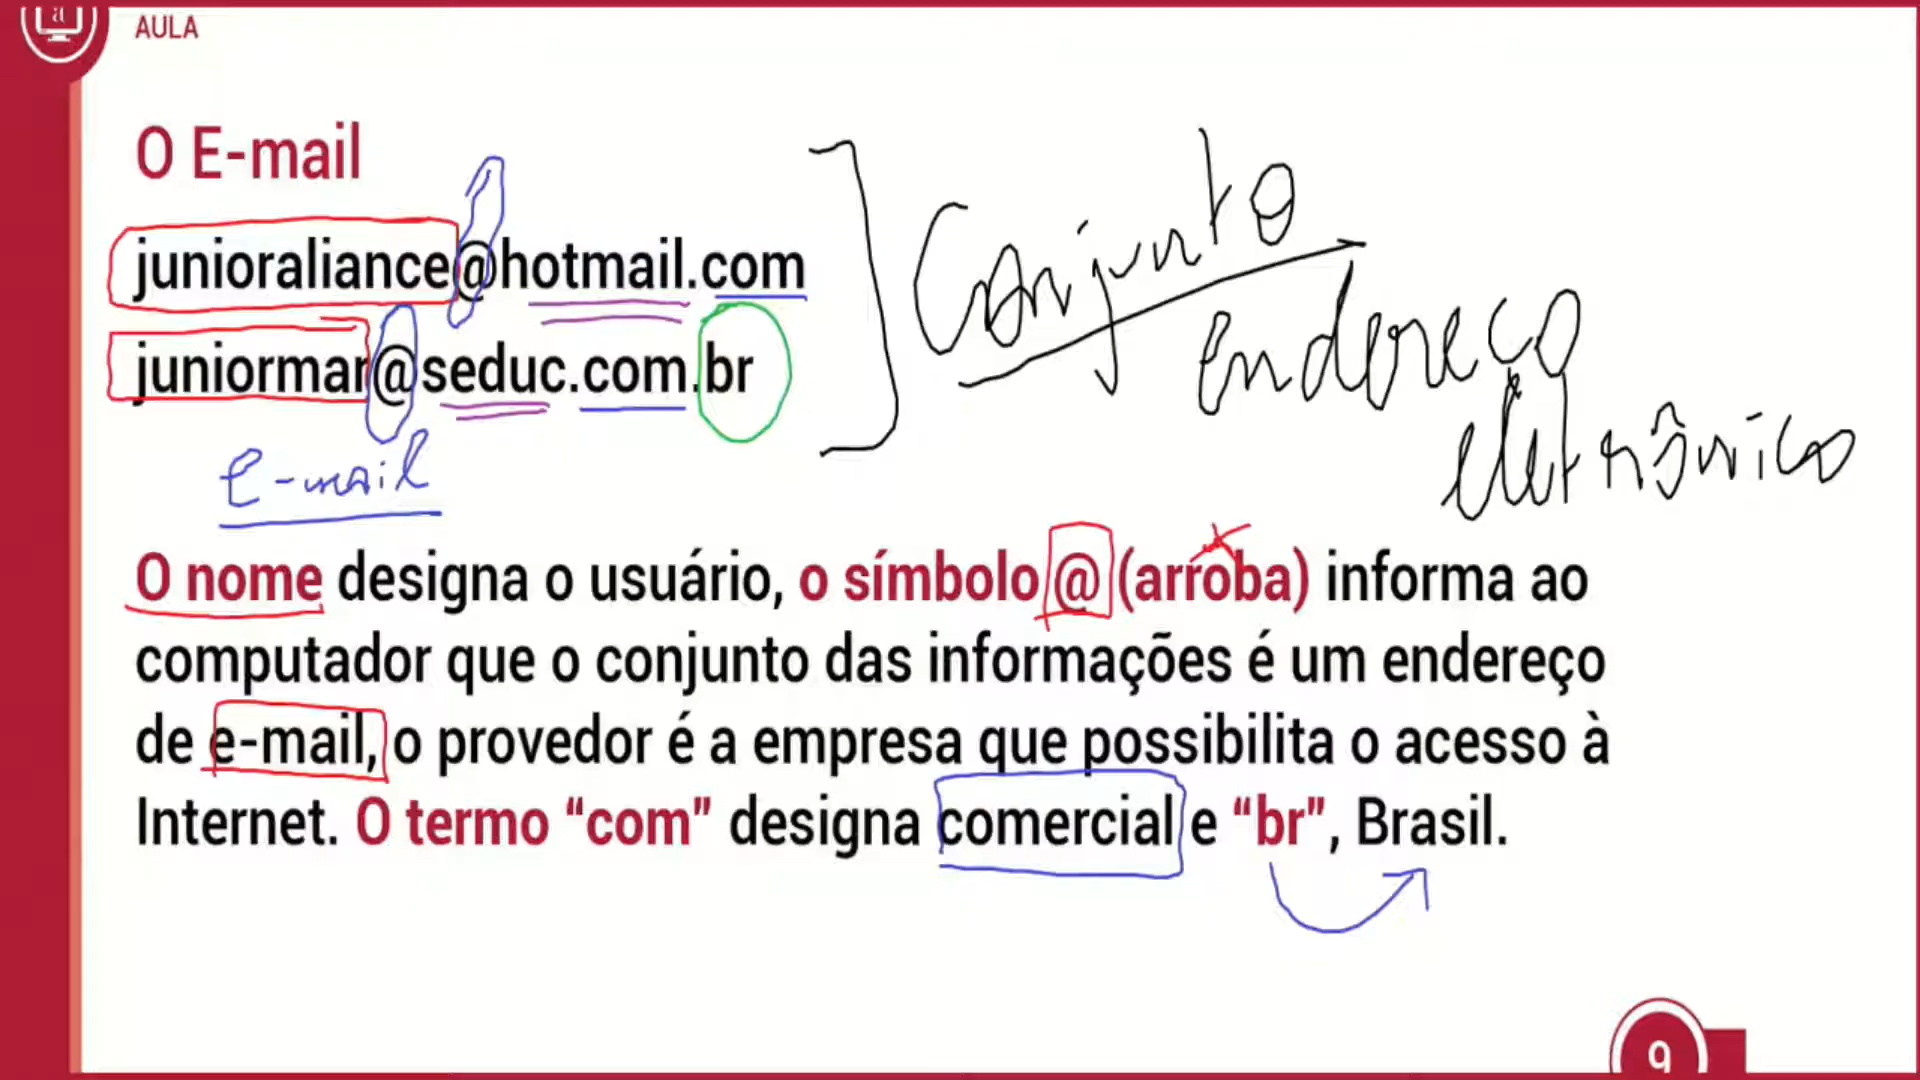 a
AULA
O E-mail
junioraliance@hotmail.com
juniormar@seduc.com.br
Conjunto
Endereço
eletrônico
e-mail
O nome designa o usuário, o símbolo @ (arroba) informa ao
computador que o conjunto das informações é um endereço
de e-mail, o provedor é a empresa que possibilita o acesso à
Internet. O termo “com” designa comercial e “br”, Brasil.
9